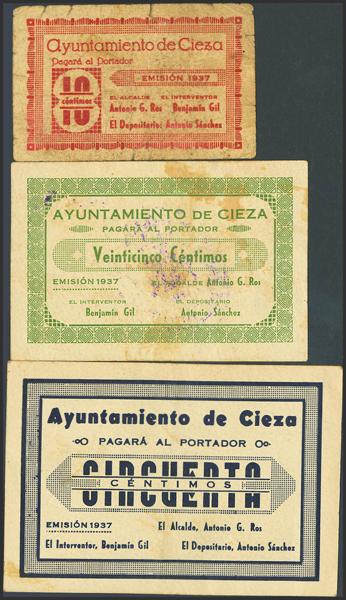 Ayuntamiento de Cieza
Pagará al Portador
EMISIÓN 1937
10
céntimos
EL ALCALDE EL INTERVENTOR
Antonio G. Ros Benjamín Gil
El Depositario: Antonio Sánchez
AYUNTAMIENTO DE CIEZA
PAGARÁ AL PORTADOR
Veinticinco Céntimos
EMISIÓN 1937 EL ALCALDE Antonio G. Ros
EL INTERVENTOR EL DEPOSITARIO
Benjamín Gil Antonio Sánchez
Ayuntamiento de Cieza
PAGARÁ AL PORTADOR
CINCUENTA
CÉNTIMOS
EMISIÓN 1937
El Alcalde, Antonio G. Ros
El Interventor, Benjamín Gil El Depositario, Antonio Sánchez